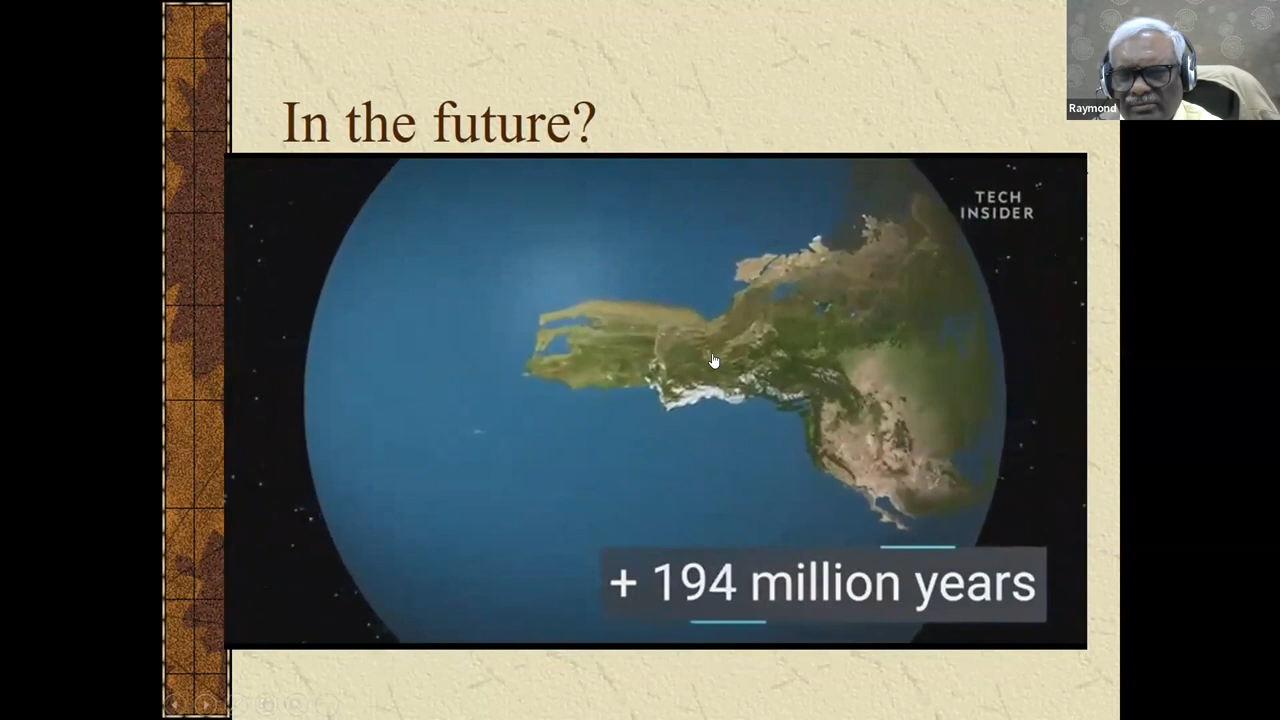 In the future?
Raymond
TECH
INSIDER
+ 194 million years